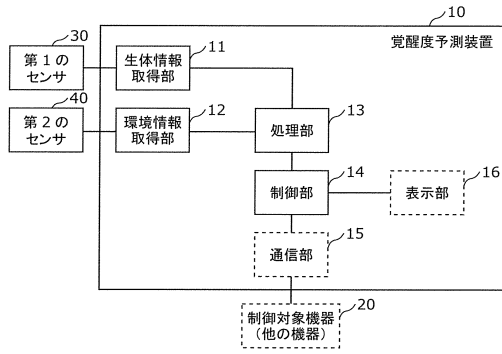 10
覚醒度予測装置
30
第1の
センサ
11
生体情報
取得部
40
第2の
センサ
12
環境情報
取得部
13
処理部
14
制御部
16
表示部
15
通信部
20
制御対象機器
(他の機器)